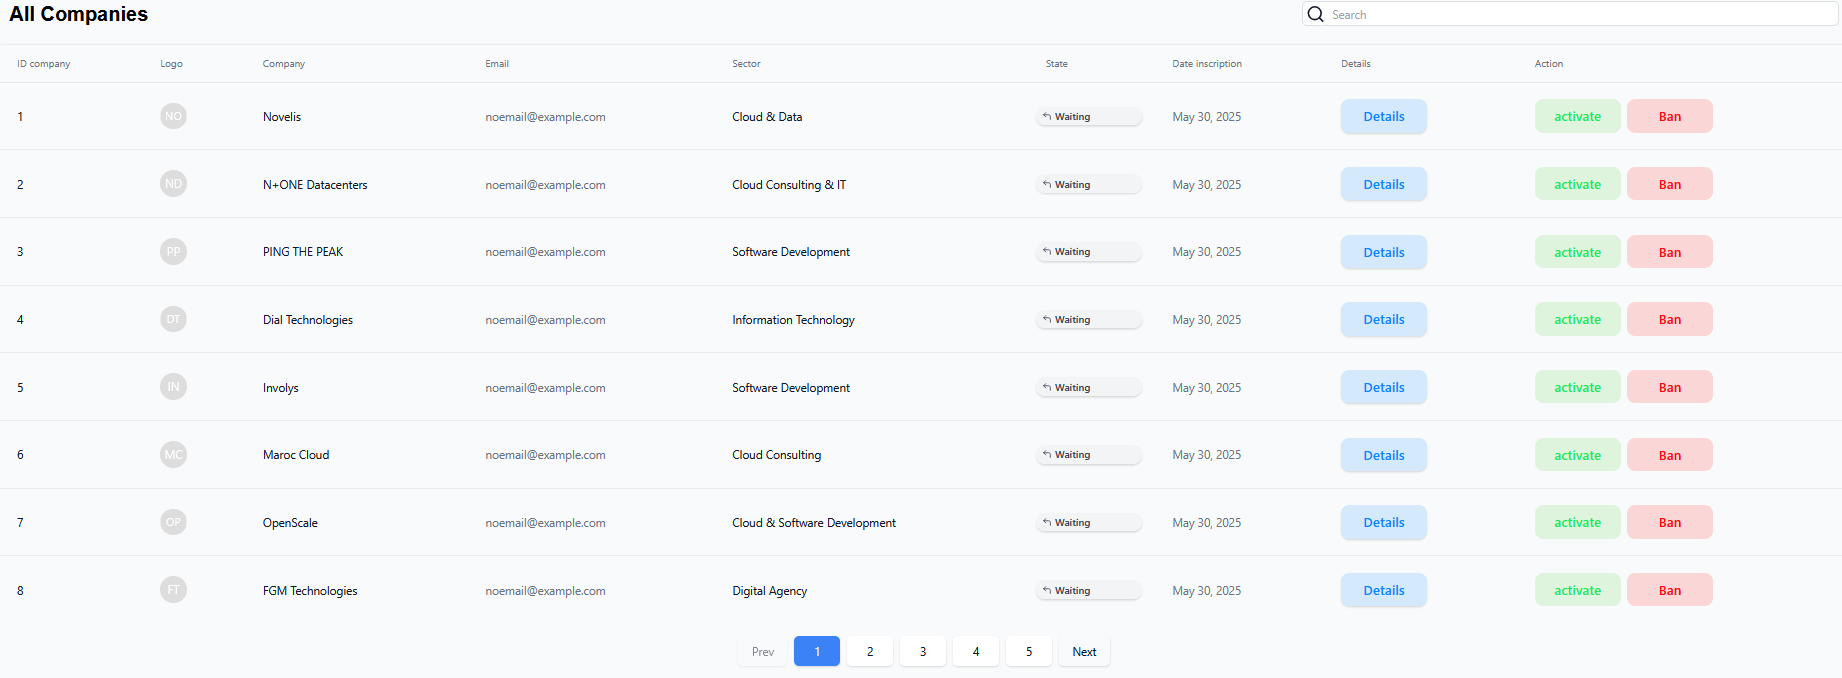 All Companies
Search
ID company Logo Company Email Sector State Date inscription Details Action
1 NO Novelis noemail@example.com Cloud & Data Waiting May 30, 2025 Details activate Ban
2 ND N+ONE Datacenters noemail@example.com Cloud Consulting & IT Waiting May 30, 2025 Details activate Ban
3 PP PING THE PEAK noemail@example.com Software Development Waiting May 30, 2025 Details activate Ban
4 DT Dial Technologies noemail@example.com Information Technology Waiting May 30, 2025 Details activate Ban
5 IN Involys noemail@example.com Software Development Waiting May 30, 2025 Details activate Ban
6 MC Maroc Cloud noemail@example.com Cloud Consulting Waiting May 30, 2025 Details activate Ban
7 OP OpenScale noemail@example.com Cloud & Software Development Waiting May 30, 2025 Details activate Ban
8 FT FGM Technologies noemail@example.com Digital Agency Waiting May 30, 2025 Details activate Ban
Prev 1 2 3 4 5 Next